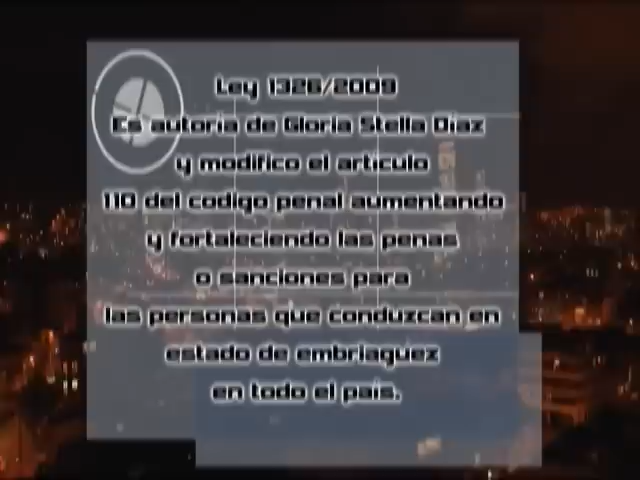 Ley 1326/2009
Es autoria de Gloria Stella Diaz
y modifico el articulo
110 del codigo penal aumentando
y fortaleciendo las penas
o sanciones para
las personas que conduzcan en
estado de embriaguez
en todo el pais.